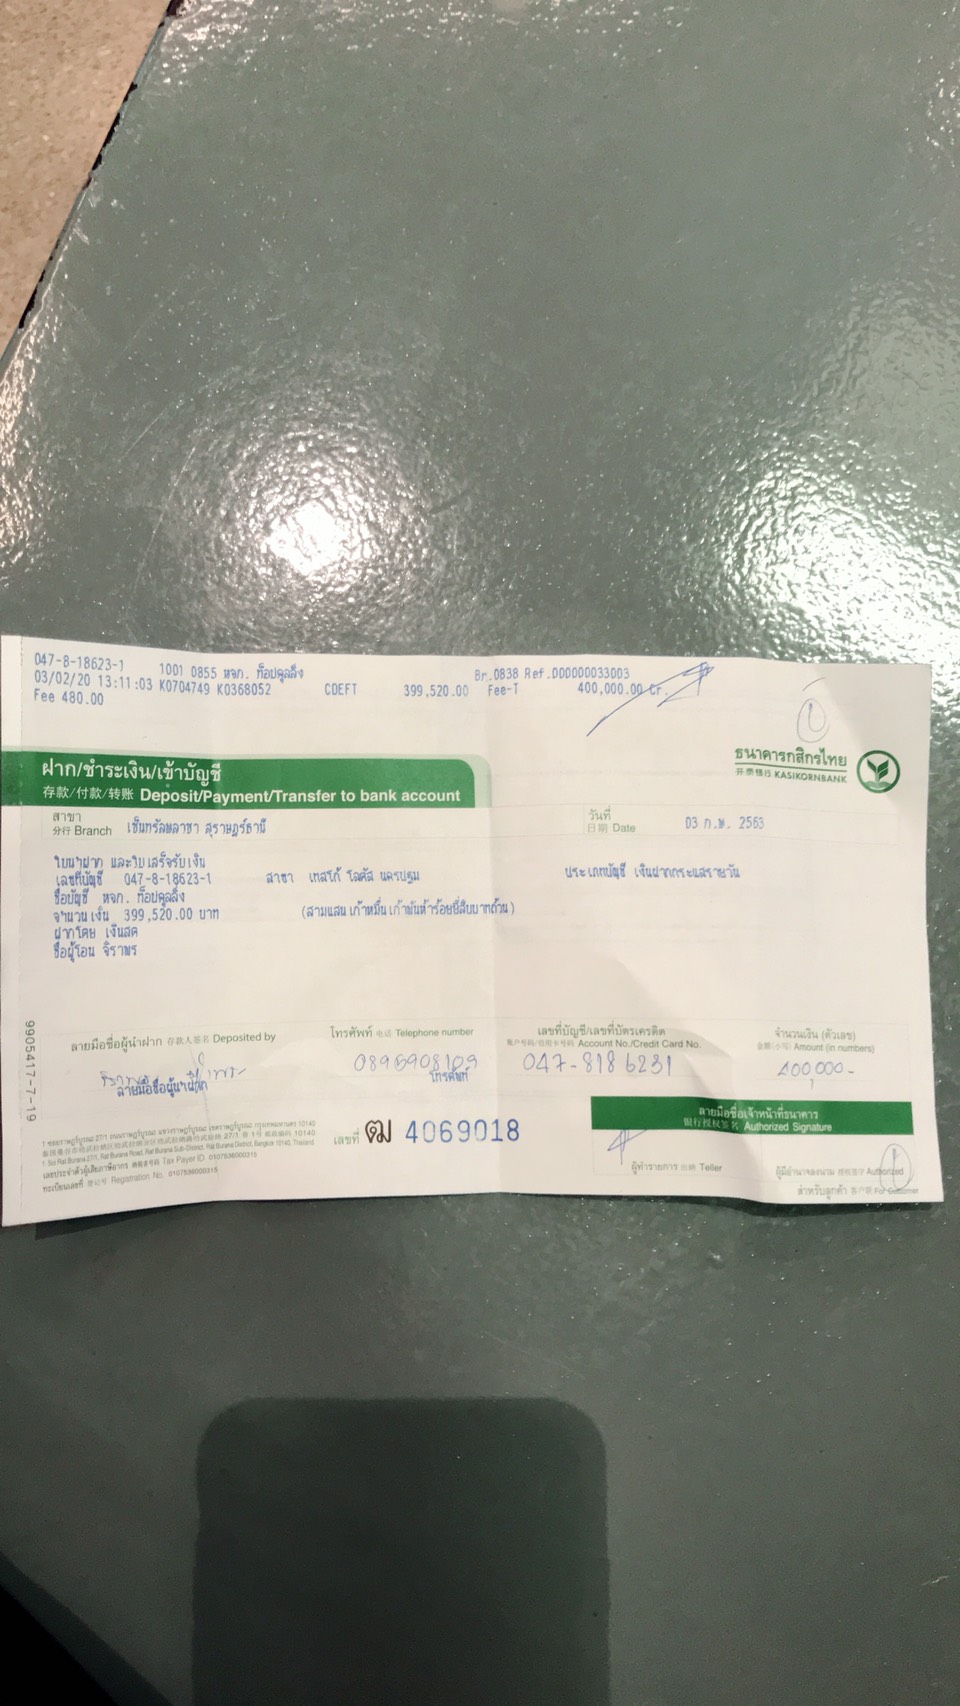 047-8-18623-1 1001 0855 หจก. ท็อปคูลลิ่ง Br.0838 Ref.000000033003
03/02/20 13:11:03 K0704749 K0368052 CDEFT 399,520.00 Fee-T 400,000.00 Cr.
Fee 480.00
ธนาคารกสิกรไทย
开泰银行 KASIKORNBANK
ฝาก/ชำระเงิน/เข้าบัญชี
存款/付款/转账 Deposit/Payment/Transfer to bank account
สาขา
分行 Branch เซ็นทรัลพลาซา สุราษฎร์ธานี
วันที่
日期 Date 03 ก.พ. 2563
ใบนำฝาก และใบเสร็จรับเงิน
เลขที่บัญชี 047-8-18623-1 สาขา เทสโก้ โลตัส นครปฐม ประเภทบัญชี เงินฝากกระแสรายวัน
ชื่อบัญชี หจก. ท็อปคูลลิ่ง
จำนวนเงิน 399,520.00 บาท (สามแสนเก้าหมื่นเก้าพันห้าร้อยยี่สิบบาทถ้วน)
ฝากโดย เงินสด
ชื่อผู้โอน จิราพร
ลายมือชื่อผู้นำฝาก 存款人签名 Deposited by
โทรศัพท์ 电话 Telephone number
เลขที่บัญชี/เลขที่บัตรเครดิต
账户号码/信用卡号码 Account No./Credit Card No.
จำนวนเงิน (ตัวเลข)
金额(小写) Amount (in numbers)
0895908109
047-8186231
400,000-
ลายมือชื่อผู้นำฝาก
โทรศัพท์
ลายมือชื่อเจ้าหน้าที่ธนาคาร
银行授权签名 Authorized Signature
เลขที่ ฒ 4069018
1 ซอยราษฎร์บูรณะ 27/1 ถนนราษฎร์บูรณะ แขวงราษฎร์บูรณะ เขตราษฎร์บูรณะ กรุงเทพมหานคร 10140
1 Soi Rat Burana 27/1, Rat Burana Road, Rat Burana Sub-District, Rat Burana District, Bangkok 10140, Thailand
เลขประจำตัวผู้เสียภาษีอากร 纳税者号码 Tax Payer ID 0107536000315
ทะเบียนเลขที่ 登记号 Registration No. 0107536000315
ผู้ทำรายการ 出纳 Teller
ผู้มีอำนาจลงนาม 授权签字 Authorized
สำหรับลูกค้า 客户联 For Customer
9905417-7-19